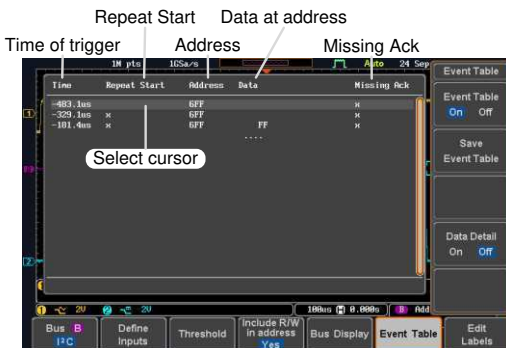 Repeat Start Data at address
Time of trigger Address Missing Ack
1M pts 1GSa/s Auto 24 Sep
Event Table
Time Repeat Start Address Data Missing Ack
Event Table
On Off
-483.1us 6FF x
-329.1us x 6FF x
-181.4us x 6FF FF x
....
Select cursor
Save
Event Table
Data Detail
On Off
1 2V 2 2V 100us 0.000s B Add
Bus B
I²C
Define
Inputs
Threshold
Include R/W
in address
Yes
Bus Display
Event Table
Edit
Labels